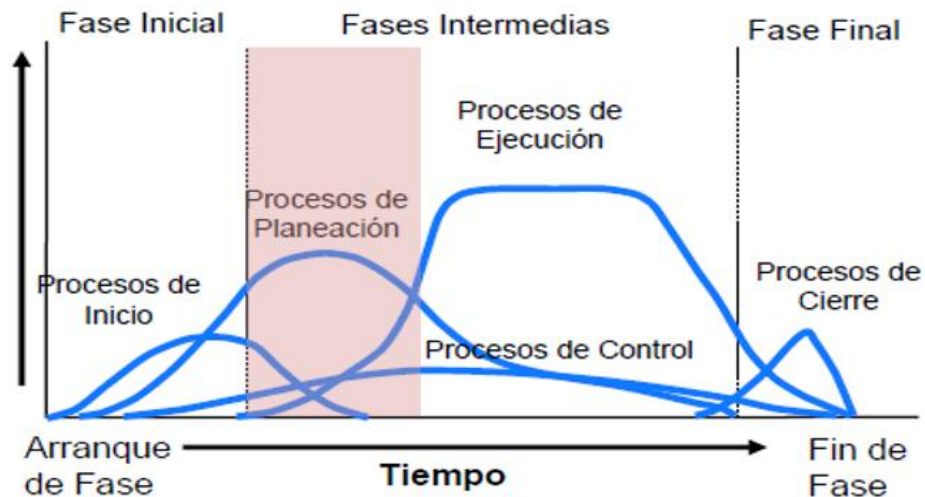 Fase Inicial
Fases Intermedias
Fase Final
Procesos de
Ejecución
Procesos de
Planeación
Procesos de
Inicio
Procesos de
Cierre
Procesos de Control
Arranque
de Fase
Tiempo
Fin de
Fase